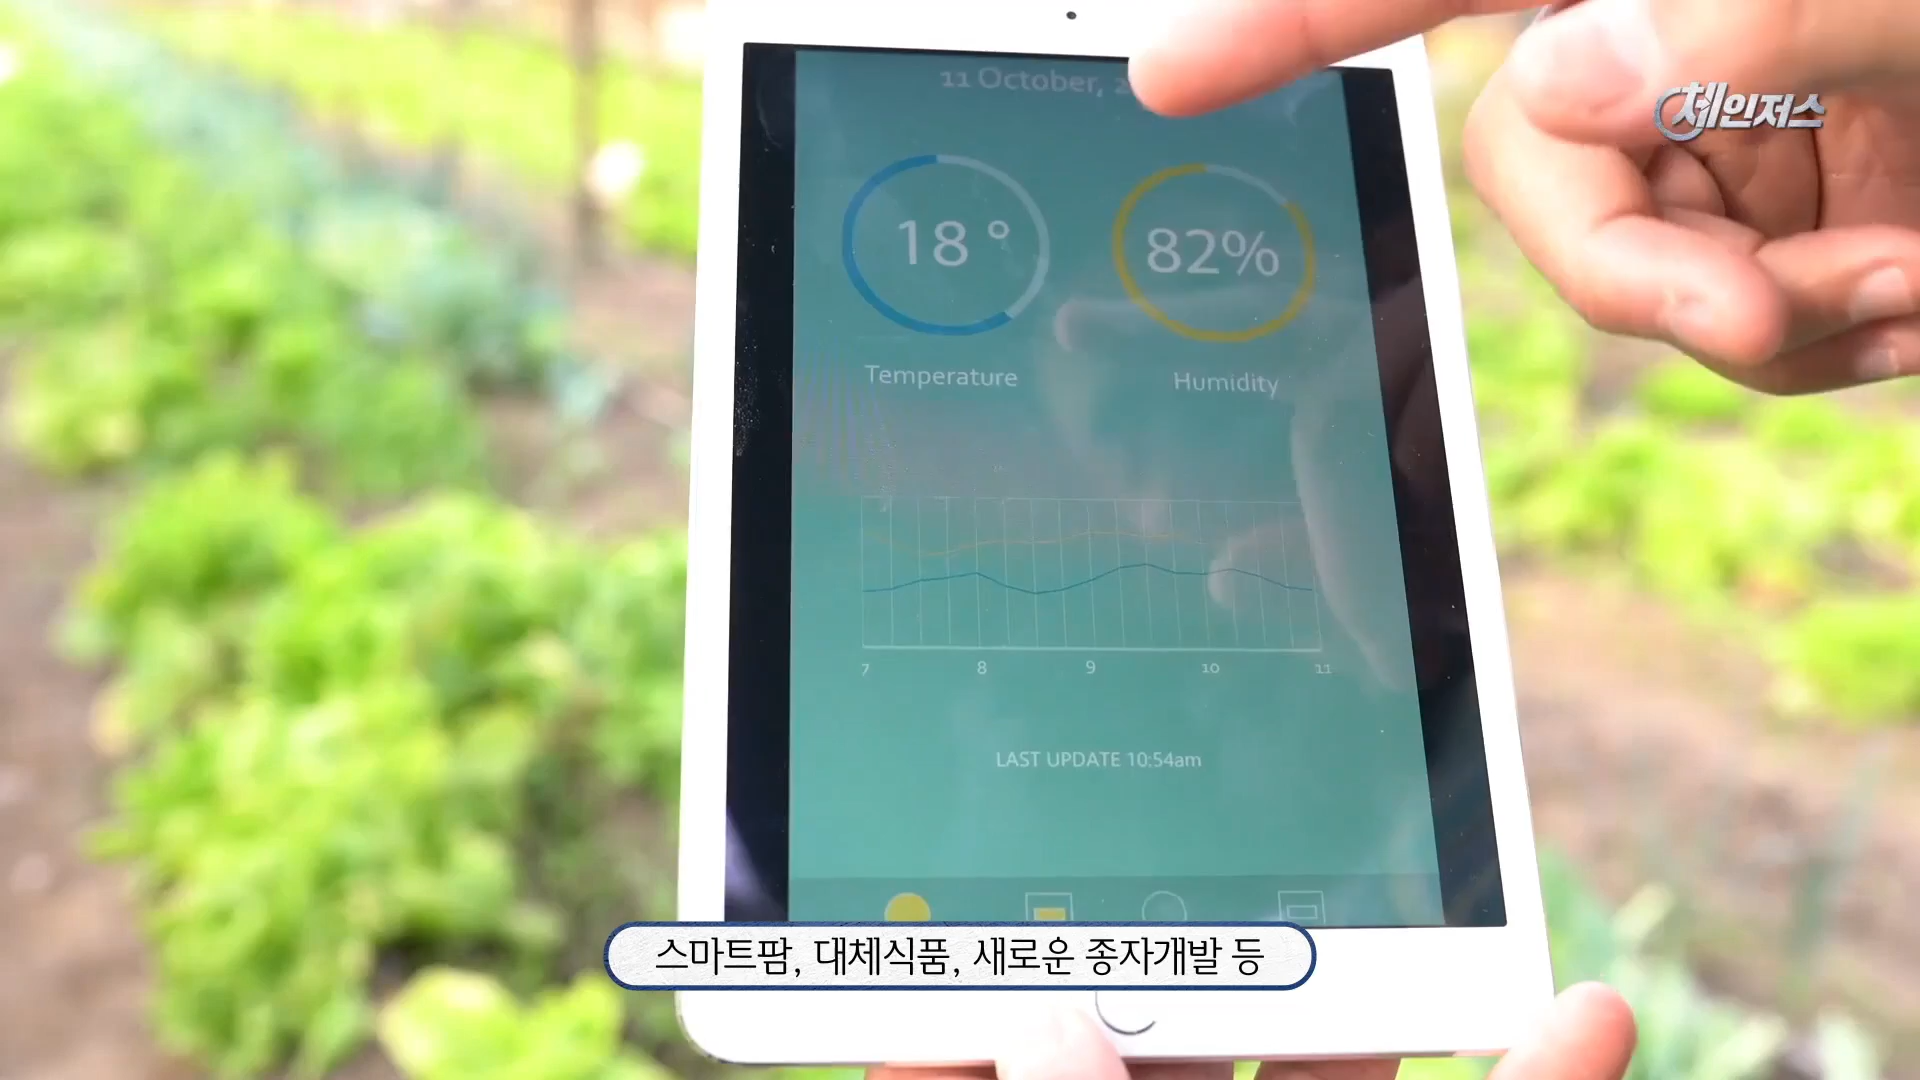 체인저스
11 October,
18 °
82%
Temperature
Humidity
7 8 9 10 11
LAST UPDATE 10:54am
스마트팜, 대체식품, 새로운 종자개발 등